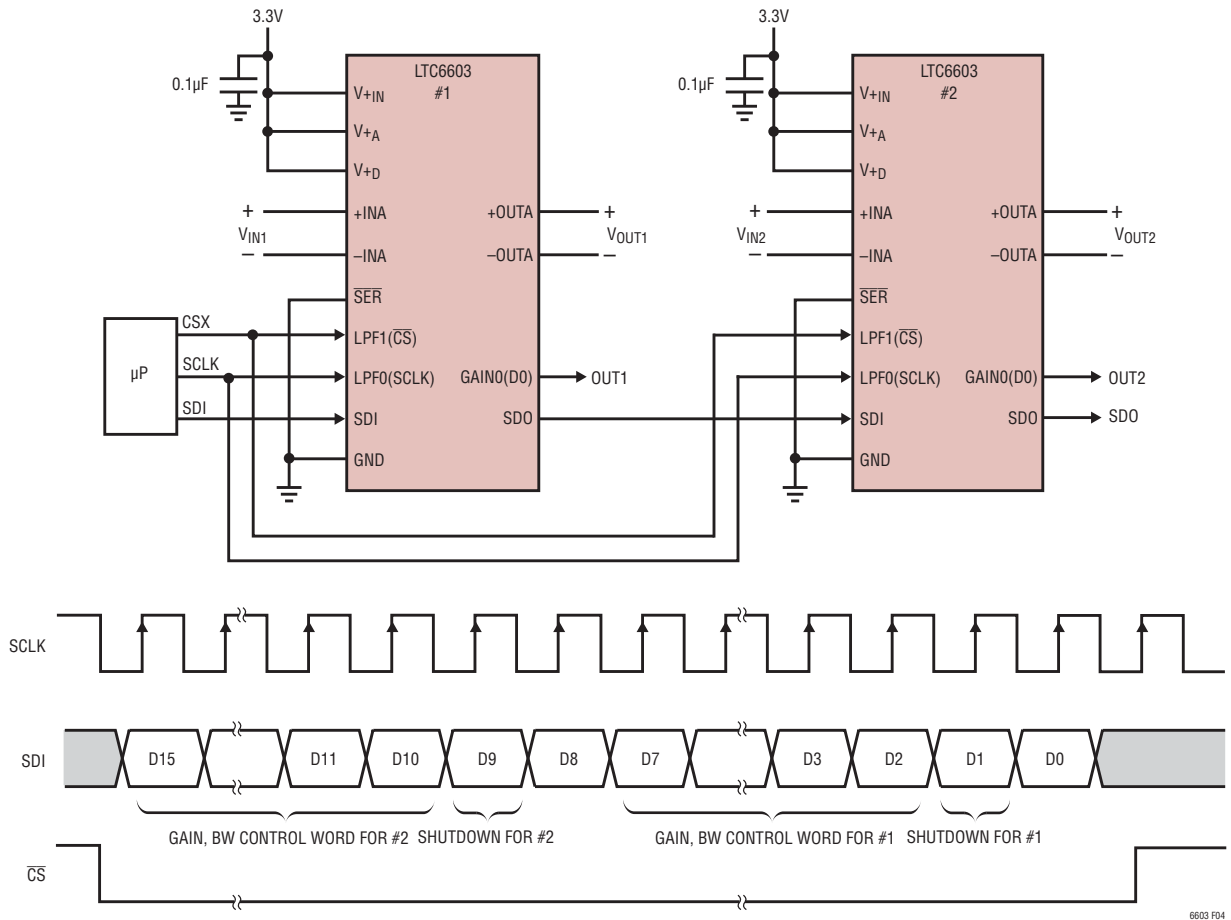 3.3V
3.3V
LTC6603
#1
LTC6603
#2
0.1µF
0.1µF
V+IN
V+IN
V+A
V+A
V+D
V+D
+
+INA
+OUTA
+
+
+INA
+OUTA
+
VIN1
VOUT1
VIN2
VOUT2
–
–INA
–OUTA
–
–
–INA
–OUTA
–
SER
SER
CSX
LPF1(CS)
LPF1(CS)
µP
SCLK
LPF0(SCLK)
GAIN0(D0)
OUT1
LPF0(SCLK)
GAIN0(D0)
OUT2
SDI
SDI
SDO
SDI
SDO
SDO
GND
GND
SCLK
SDI
D15
D11
D10
D9
D8
D7
D3
D2
D1
D0
GAIN, BW CONTROL WORD FOR #2
SHUTDOWN FOR #2
GAIN, BW CONTROL WORD FOR #1
SHUTDOWN FOR #1
CS
6603 F04